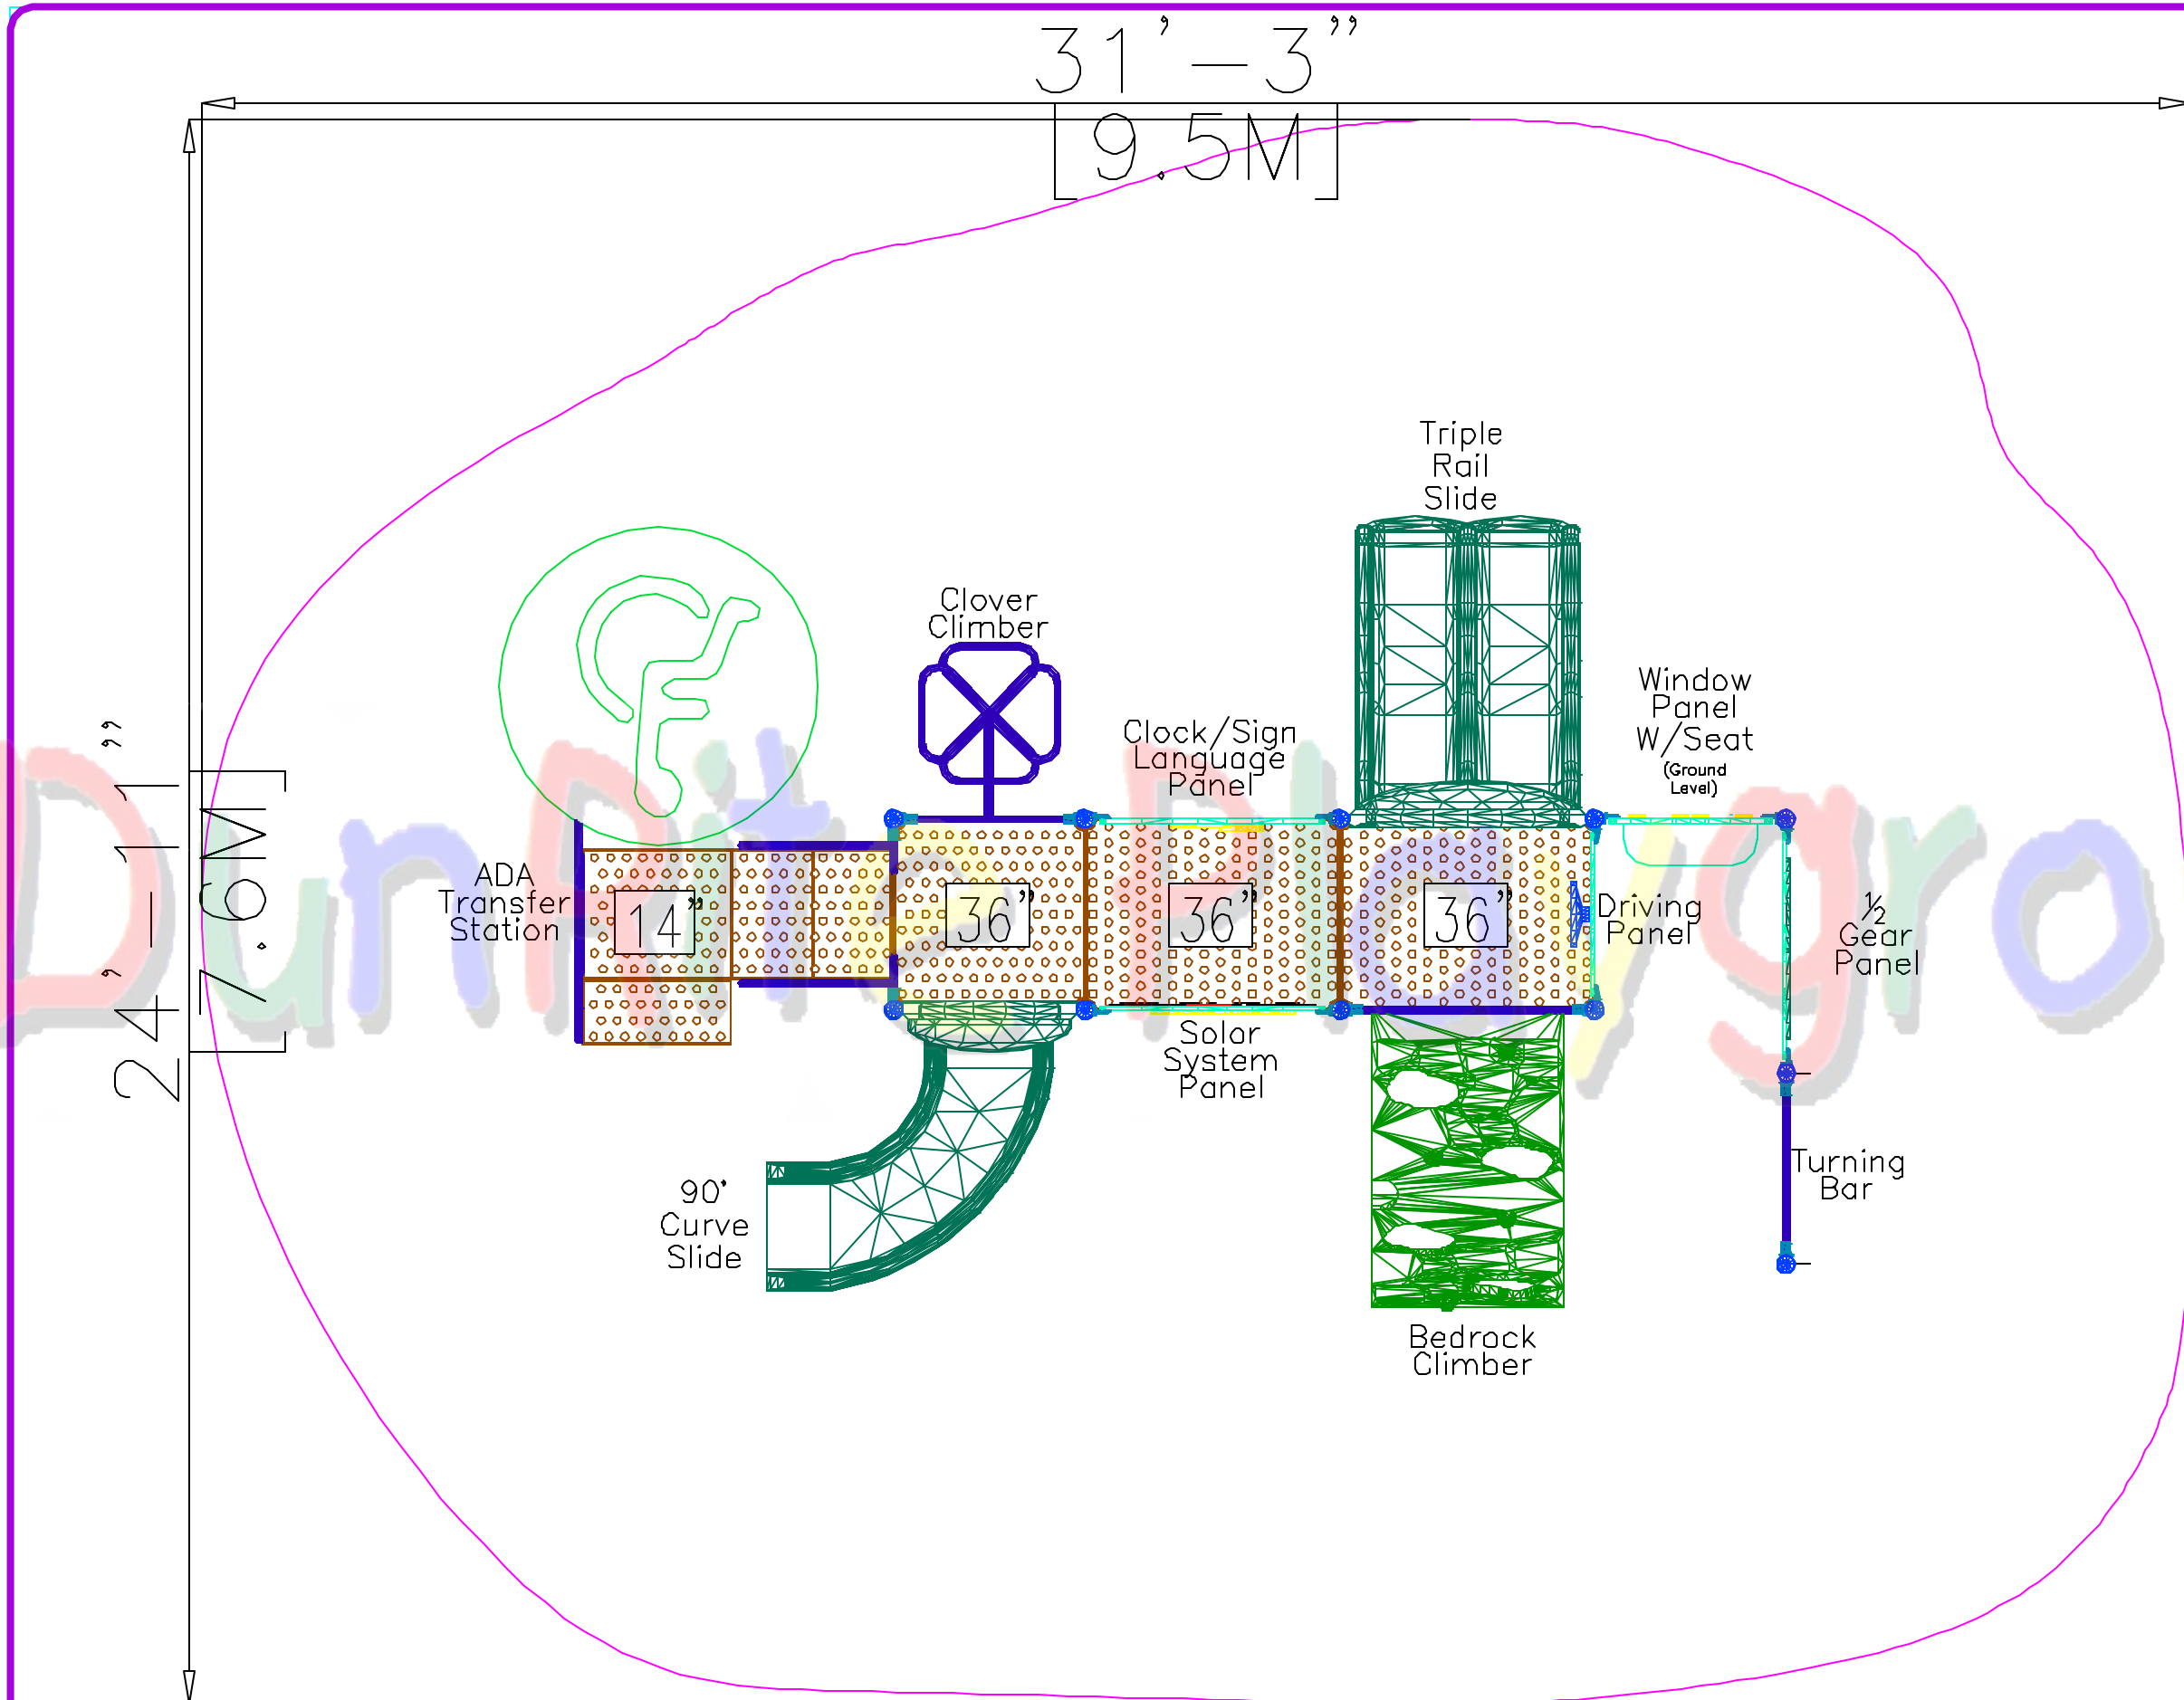 31'-3"
[9.5M]
24'-11"
[7.6M]
Triple
Rail
Slide
Clover
Climber
Clock/Sign
Language
Panel
Window
Panel
W/Seat
(Ground
Level)
ADA
Transfer
Station
14"
36"
36"
36"
Driving
Panel
½
Gear
Panel
Solar
System
Panel
90°
Curve
Slide
Turning
Bar
Bedrock
Climber
DunRite Playgro